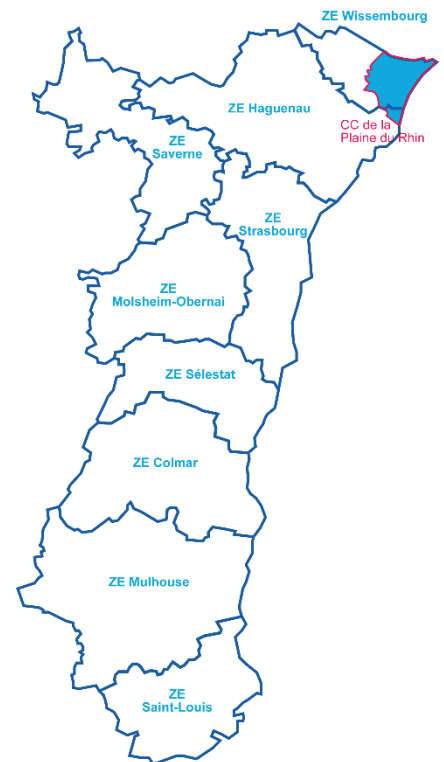 ZE Wissembourg
ZE Haguenau
CC de la
Plaine du Rhin
ZE
Saverne
ZE
Strasbourg
ZE
Molsheim-Obernai
ZE Sélestat
ZE Colmar
ZE Mulhouse
ZE
Saint-Louis